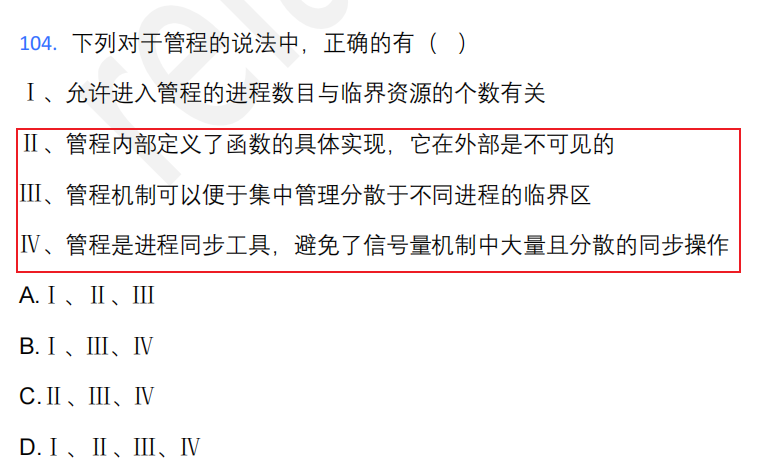 104. 下列对于管程的说法中，正确的有（ ）
Ⅰ、允许进入管程的进程数目与临界资源的个数有关
Ⅱ、管程内部定义了函数的具体实现，它在外部是不可见的
Ⅲ、管程机制可以便于集中管理分散于不同进程的临界区
Ⅳ、管程是进程同步工具，避免了信号量机制中大量且分散的同步操作
A.Ⅰ、Ⅱ、Ⅲ
B.Ⅰ、Ⅲ、Ⅳ
C.Ⅱ、Ⅲ、Ⅳ
D.Ⅰ、Ⅱ、Ⅲ、Ⅳ